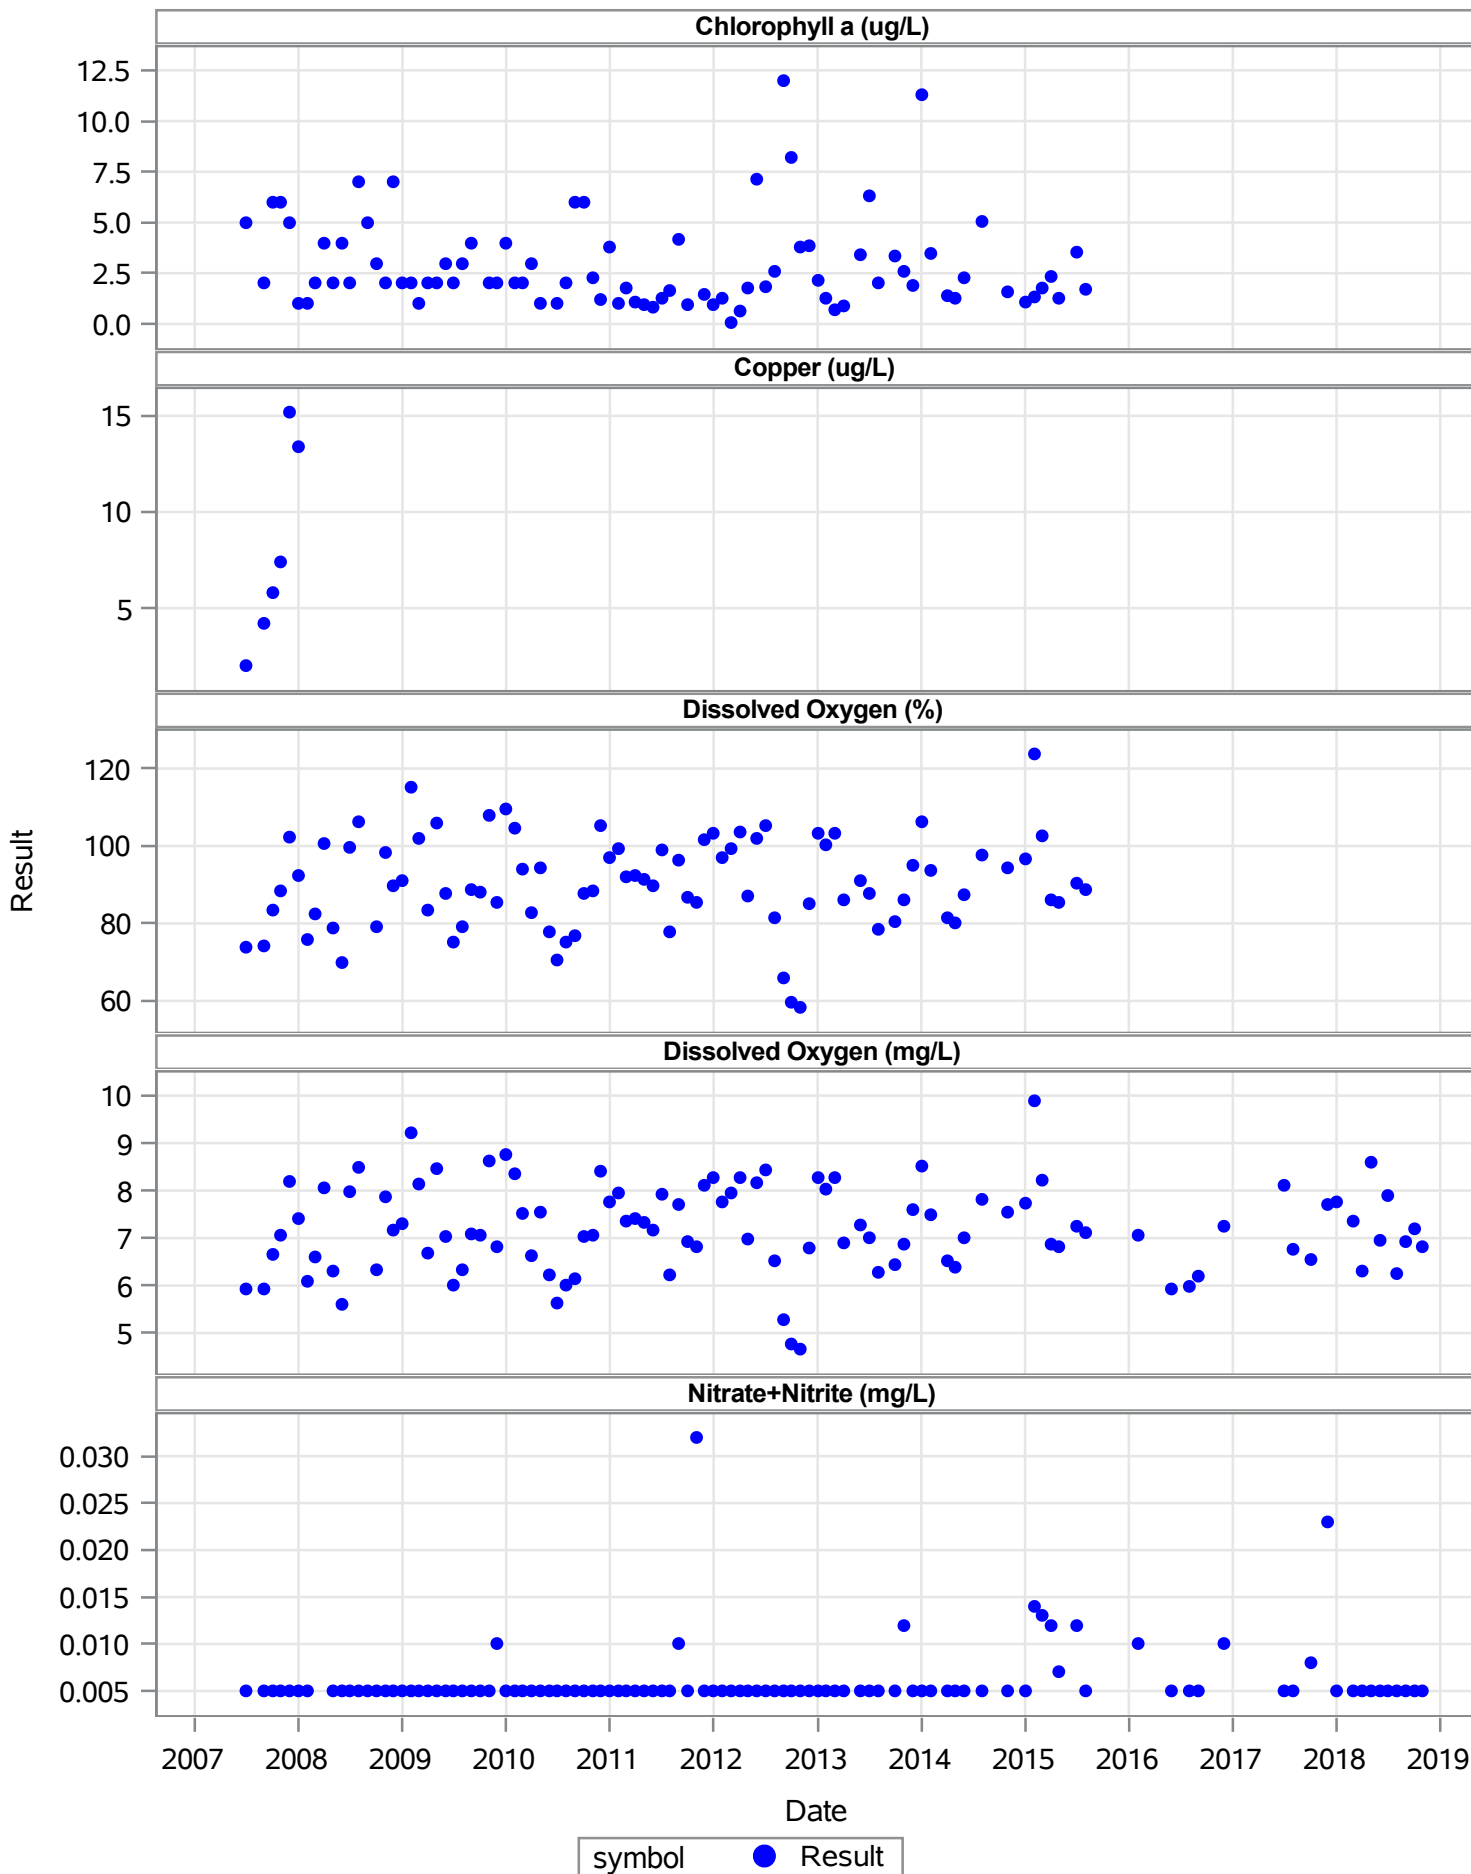 Chlorophyll a (ug/L)
12.5
10.0
7.5
5.0
2.5
0.0
Copper (ug/L)
15
10
5
Dissolved Oxygen (%)
120
100
80
60
Result
Dissolved Oxygen (mg/L)
10
9
8
7
6
5
Nitrate+Nitrite (mg/L)
0.030
0.025
0.020
0.015
0.010
0.005
2007 2008 2009 2010 2011 2012 2013 2014 2015 2016 2017 2018 2019
Date
symbol Result